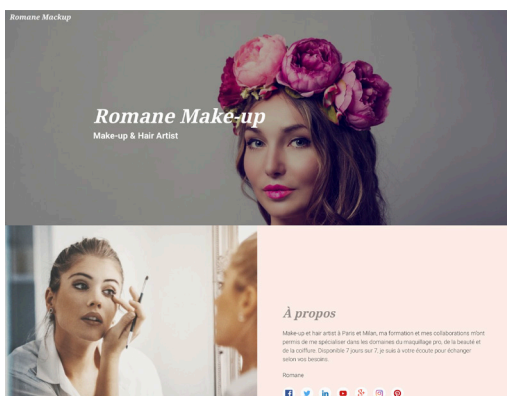 Romane Mackup
Romane Make-up
Make-up & Hair Artist
À propos
Make-up et hair artist à Paris et Milan, ma formation et mes collaborations m'ont
permis de me spécialiser dans les domaines du maquillage pro, de la beauté et
de la coiffure. Disponible 7 jours sur 7, je suis à votre écoute pour échanger
selon vos besoins.
Romane